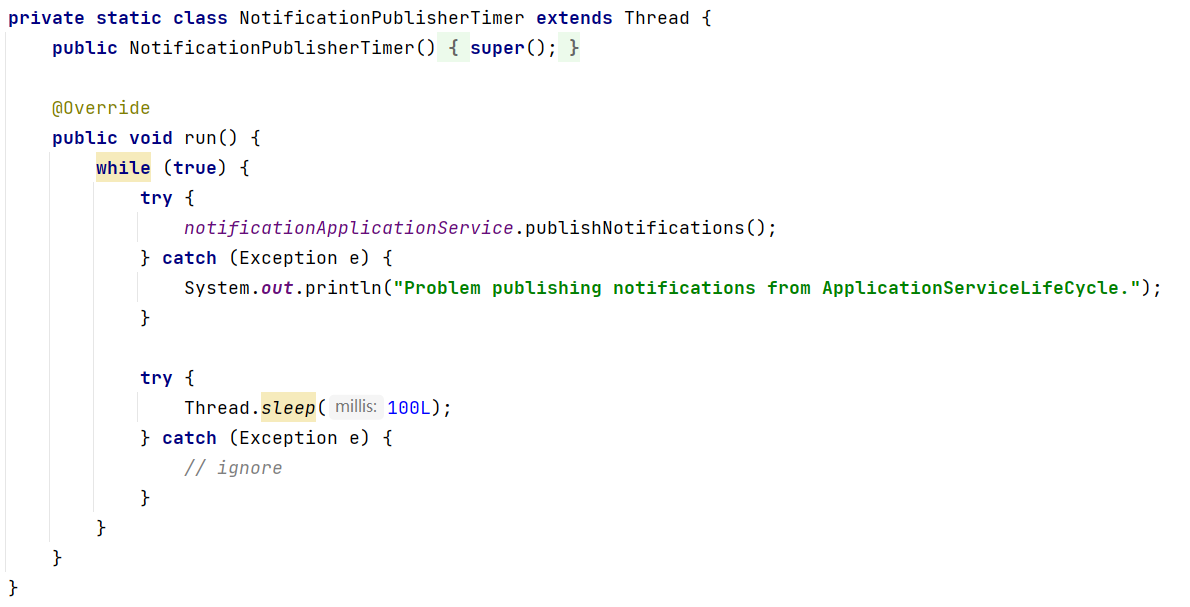 private static class NotificationPublisherTimer extends Thread {
    public NotificationPublisherTimer() { super(); }

    @Override
    public void run() {
        while (true) {
            try {
                notificationApplicationService.publishNotifications();
            } catch (Exception e) {
                System.out.println("Problem publishing notifications from ApplicationServiceLifeCycle.");
            }

            try {
                Thread.sleep( millis: 100L);
            } catch (Exception e) {
                // ignore
            }
        }
    }
}